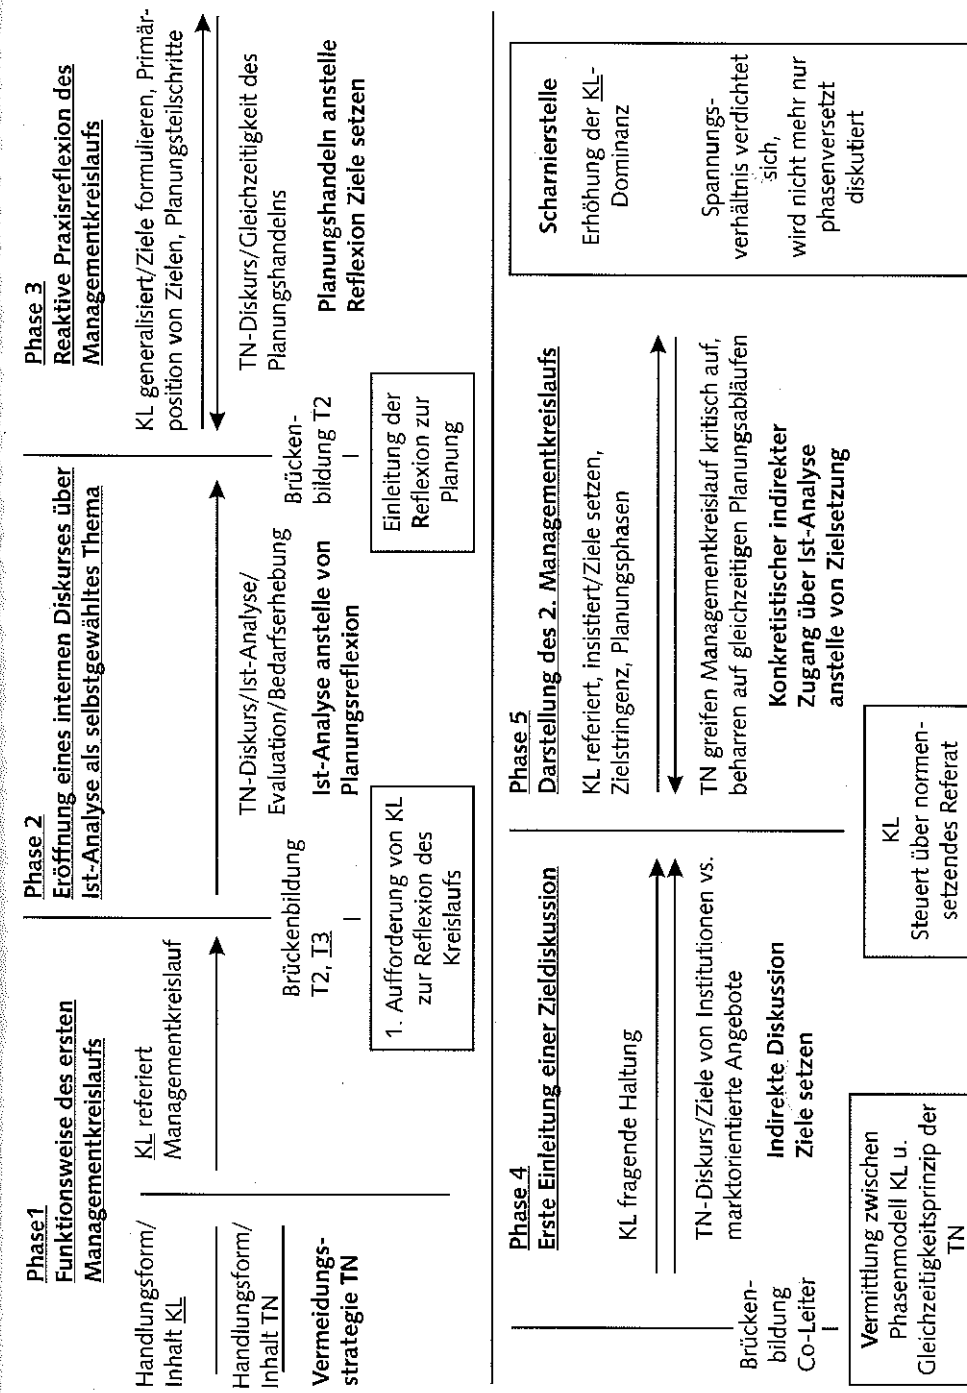 Phase1
Funktionsweise des ersten
Managementkreislaufs
Phase 2
Eröffnung eines internen Diskurses über
Ist-Analyse als selbstgewähltes Thema
Phase 3
Reaktive Praxisreflexion des
Managementkreislaufs
Handlungsform/
Inhalt KL
KL referiert
Managementkreislauf
KL generalisiert/Ziele formulieren, Primär-
position von Zielen, Planungsteilschritte
Handlungsform/
Inhalt TN
TN-Diskurs/Ist-Analyse/
Evaluation/Bedarfserhebung
TN-Diskurs/Gleichzeitigkeit des
Planungshandelns
Vermeidungs-
strategie TN
Ist-Analyse anstelle von
Planungsreflexion
Planungshandeln anstelle
Reflexion Ziele setzen
Brückenbildung
T2, T3
Brücken-
bildung T2
1. Aufforderung von KL
zur Reflexion des
Kreislaufs
Einleitung der
Reflexion zur
Planung
Phase 4
Erste Einleitung einer Zieldiskussion
KL fragende Haltung
TN-Diskurs/Ziele von Institutionen vs.
marktorientierte Angebote
Indirekte Diskussion
Ziele setzen
Brücken-
bildung
Co-Leiter
Vermittlung zwischen
Phasenmodell KL u.
Gleichzeitigkeitsprinzip der
TN
Phase 5
Darstellung des 2. Managementkreislaufs
KL referiert, insistiert/Ziele setzen,
Zielstringenz, Planungsphasen
TN greifen Managementkreislauf kritisch auf,
beharren auf gleichzeitigen Planungsabläufen
Konkretistischer indirekter
Zugang über Ist-Analyse
anstelle von Zielsetzung
KL
Steuert über normen-
setzendes Referat
Scharnierstelle
Erhöhung der KL-
Dominanz
Spannungs-
verhältnis verdichtet
sich,
wird nicht mehr nur
phasenversetzt
diskutiert